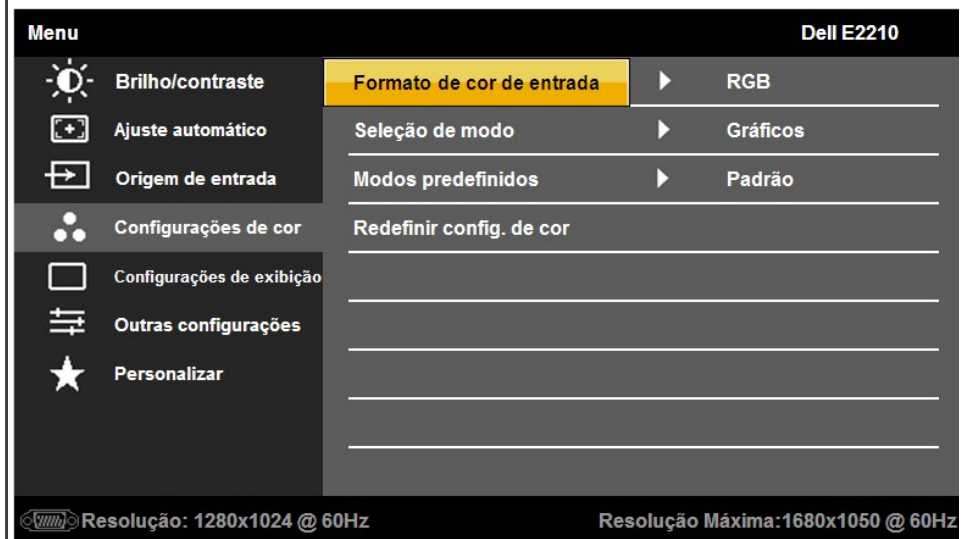 Menu Dell E2210
Brilho/contraste Formato de cor de entrada RGB
Ajuste automático Seleção de modo Gráficos
Origem de entrada Modos predefinidos Padrão
Configurações de cor Redefinir config. de cor
Configurações de exibição
Outras configurações
Personalizar
Resolução: 1280x1024 @ 60Hz Resolução Máxima:1680x1050 @ 60Hz